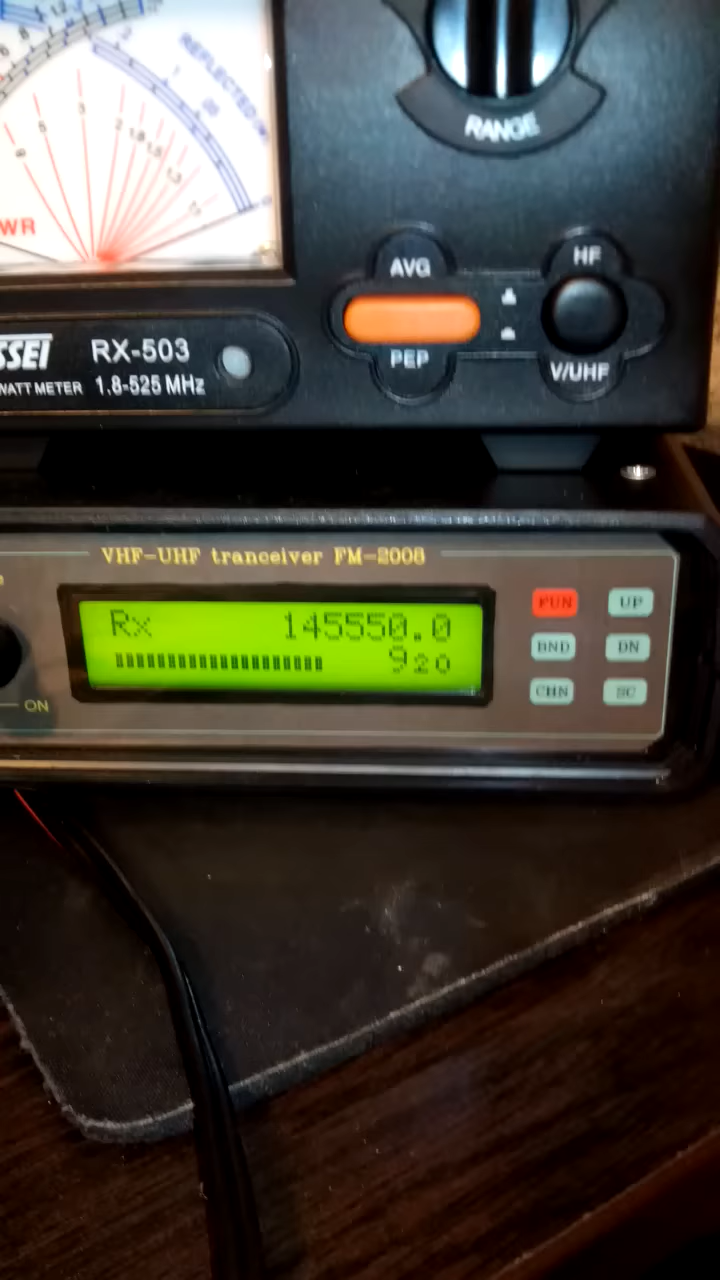 REFLECTED
RANGE
AVG
HF
PEP
V/UHF
SSEI
RX-503
WATT METER 1.8-525 MHz
VHF-UHF tranceiver FM-2008
Rx 145550.0
920
FUN UP
BND DN
CHN SC
ON